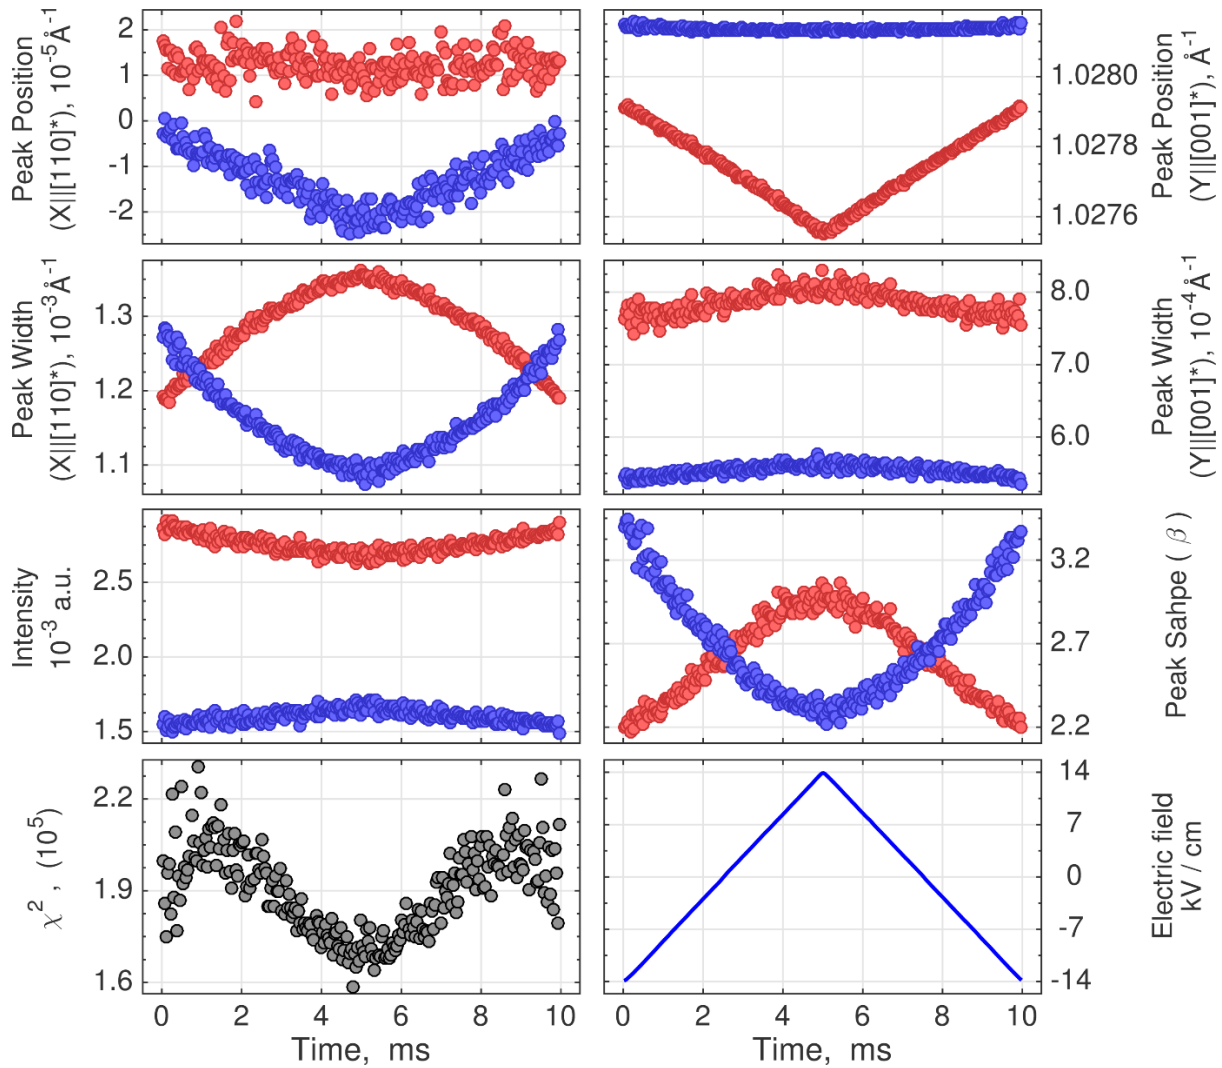 Peak Position
(X||[110]*), 10⁻⁵Å⁻¹
2
1
0
-1
-2
1.0280
1.0278
1.0276
Peak Position
(Y||[001]*), Å⁻¹
Peak Width
(X||[110]*), 10⁻³Å⁻¹
1.3
1.2
1.1
8.0
7.0
6.0
Peak Width
(Y||[001]*), 10⁻⁴Å⁻¹
Intensity
10⁻³ a.u.
2.5
2.0
1.5
3.2
2.7
2.2
Peak Sahpe ( β )
χ², (10⁵)
2.2
1.9
1.6
14
7
0
-7
-14
Electric field
kV / cm
0 2 4 6 8 10
0 2 4 6 8 10
Time, ms
Time, ms